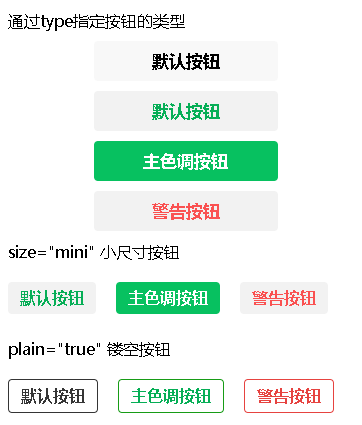 通过type指定按钮的类型
默认按钮
默认按钮
主色调按钮
警告按钮
size="mini" 小尺寸按钮
默认按钮 主色调按钮 警告按钮
plain="true" 镂空按钮
默认按钮 主色调按钮 警告按钮